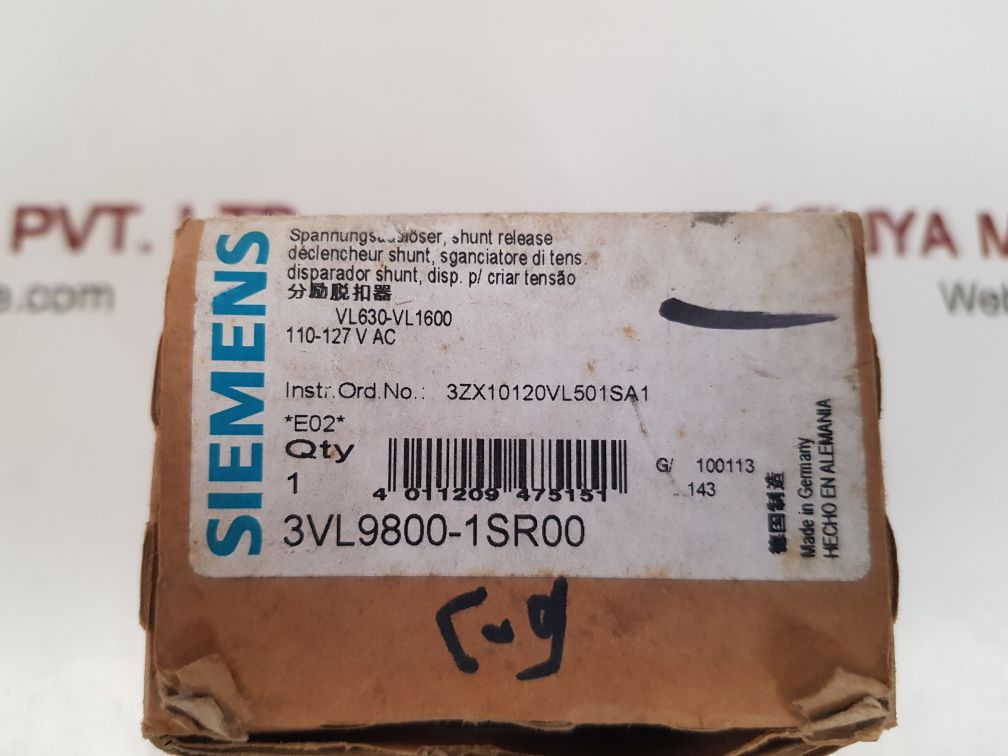 PVT. LTD
e.com
Web
SIEMENS
shunt release
déclencheur shunt, sganciatore di tens.
disparador shunt, disp. p/ criar tensão
分励脱扣器
VL630-VL1600
110-127 V AC
Instr. Ord. No.: 3ZX10120VL501SA1
*E02*
Qty
1
4 011209 475151
G/ 100113
143
3VL9800-1SR00
德国制造
Made in Germany
HECHO EN ALEMANIA